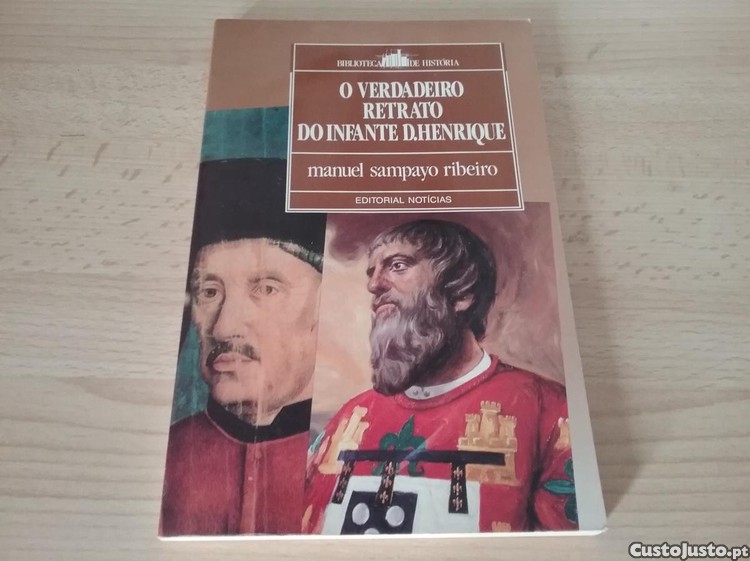 BIBLIOTECA DE HISTÓRIA
O VERDADEIRO
RETRATO
DO INFANTE D. HENRIQUE
manuel sampayo ribeiro
EDITORIAL NOTÍCIAS
CustoJusto.pt